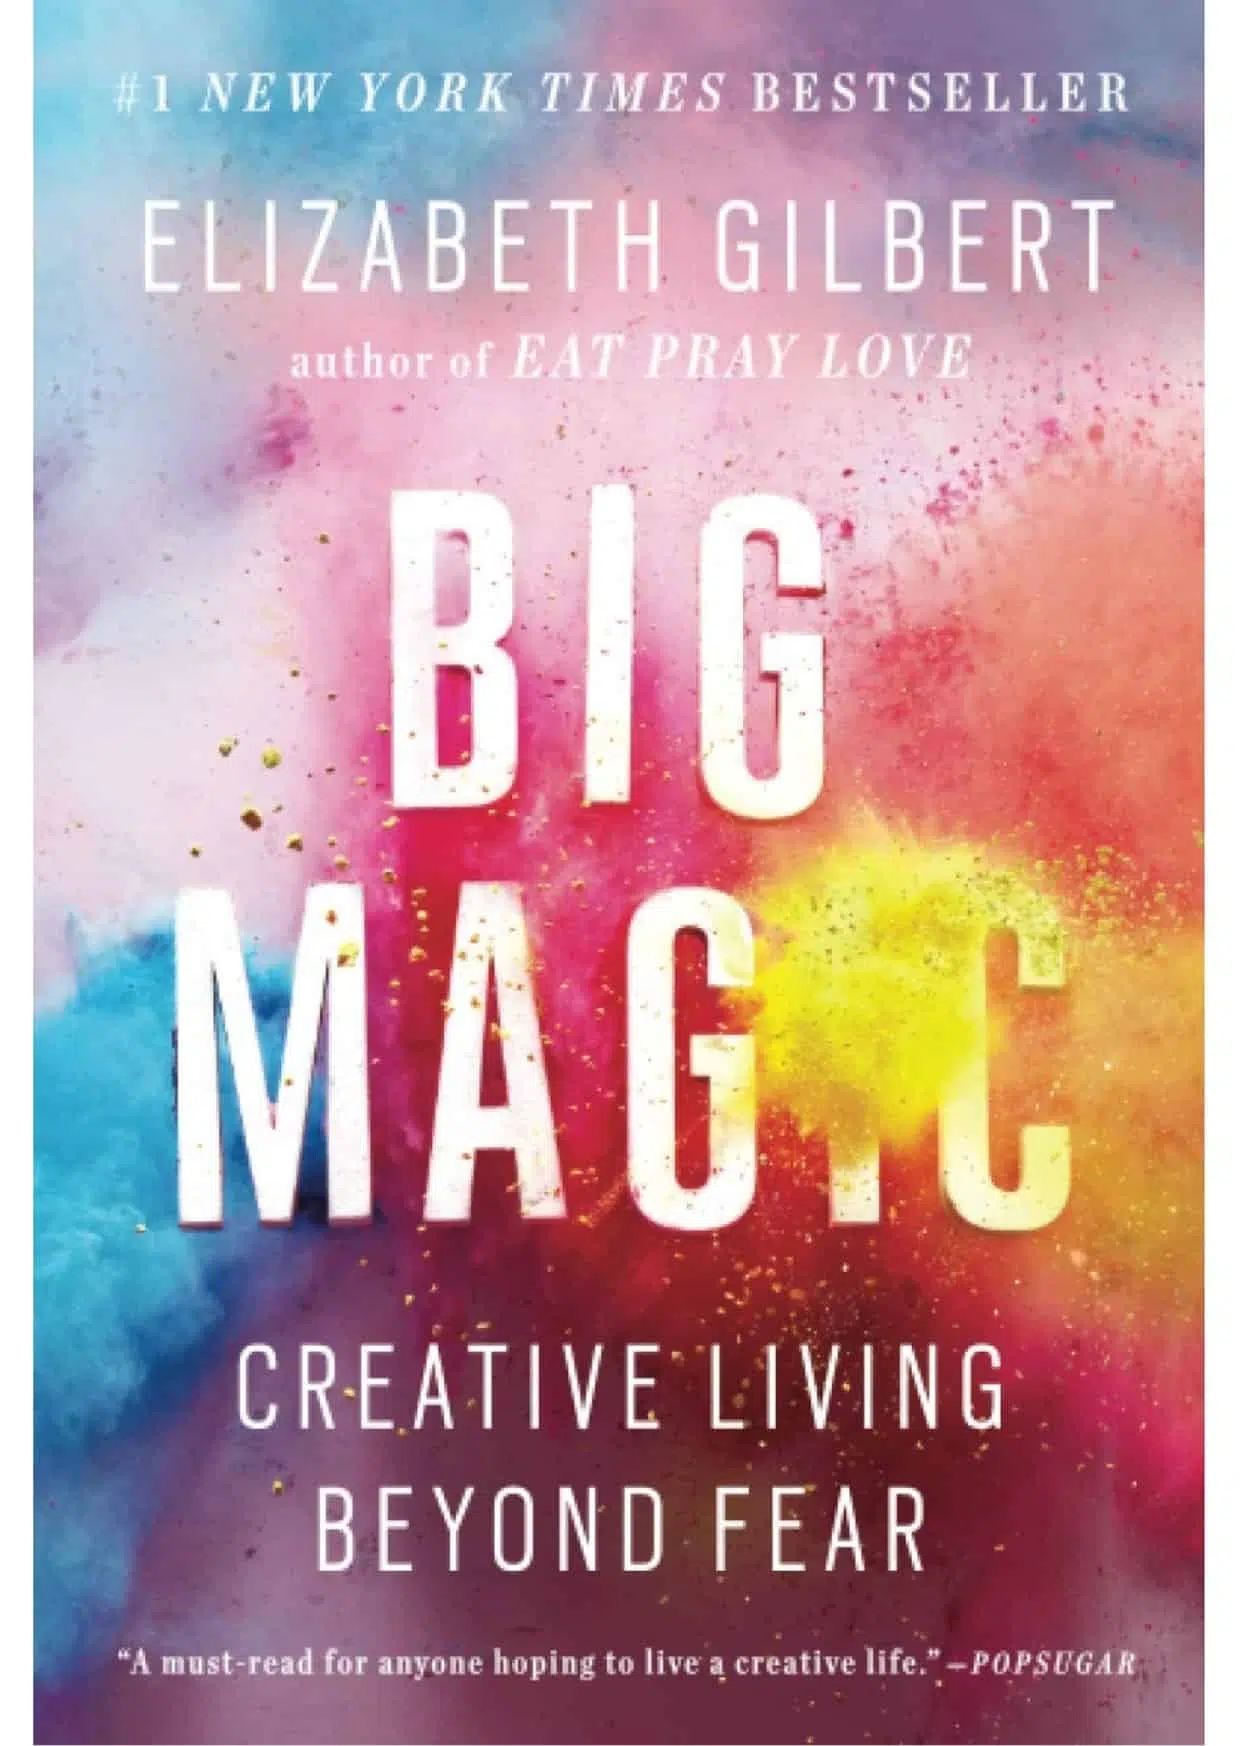 #1 NEW YORK TIMES BESTSELLER
ELIZABETH GILBERT
author of EAT PRAY LOVE
BIG
MAGIC
CREATIVE LIVING
BEYOND FEAR
“A must-read for anyone hoping to live a creative life.” –POPSUGAR